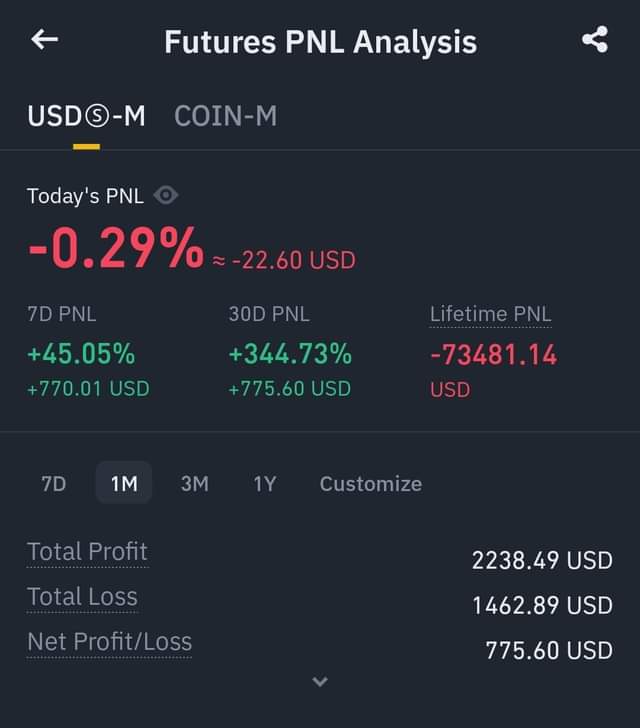 Futures PNL Analysis
USDⓈ-M COIN-M
Today's PNL
-0.29% ≈ -22.60 USD
7D PNL 30D PNL Lifetime PNL
+45.05% +344.73% -73481.14
+770.01 USD +775.60 USD USD
7D 1M 3M 1Y Customize
Total Profit 2238.49 USD
Total Loss 1462.89 USD
Net Profit/Loss 775.60 USD